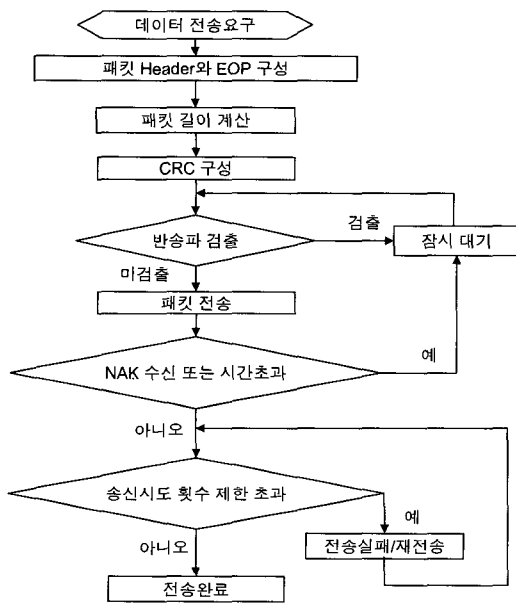 데이터 전송요구
패킷 Header와 EOP 구성
패킷 길이 계산
CRC 구성
반송파 검출
검출
잠시 대기
미검출
패킷 전송
NAK 수신 또는 시간초과
예
아니오
송신시도 횟수 제한 초과
예
전송실패/재전송
아니오
전송완료